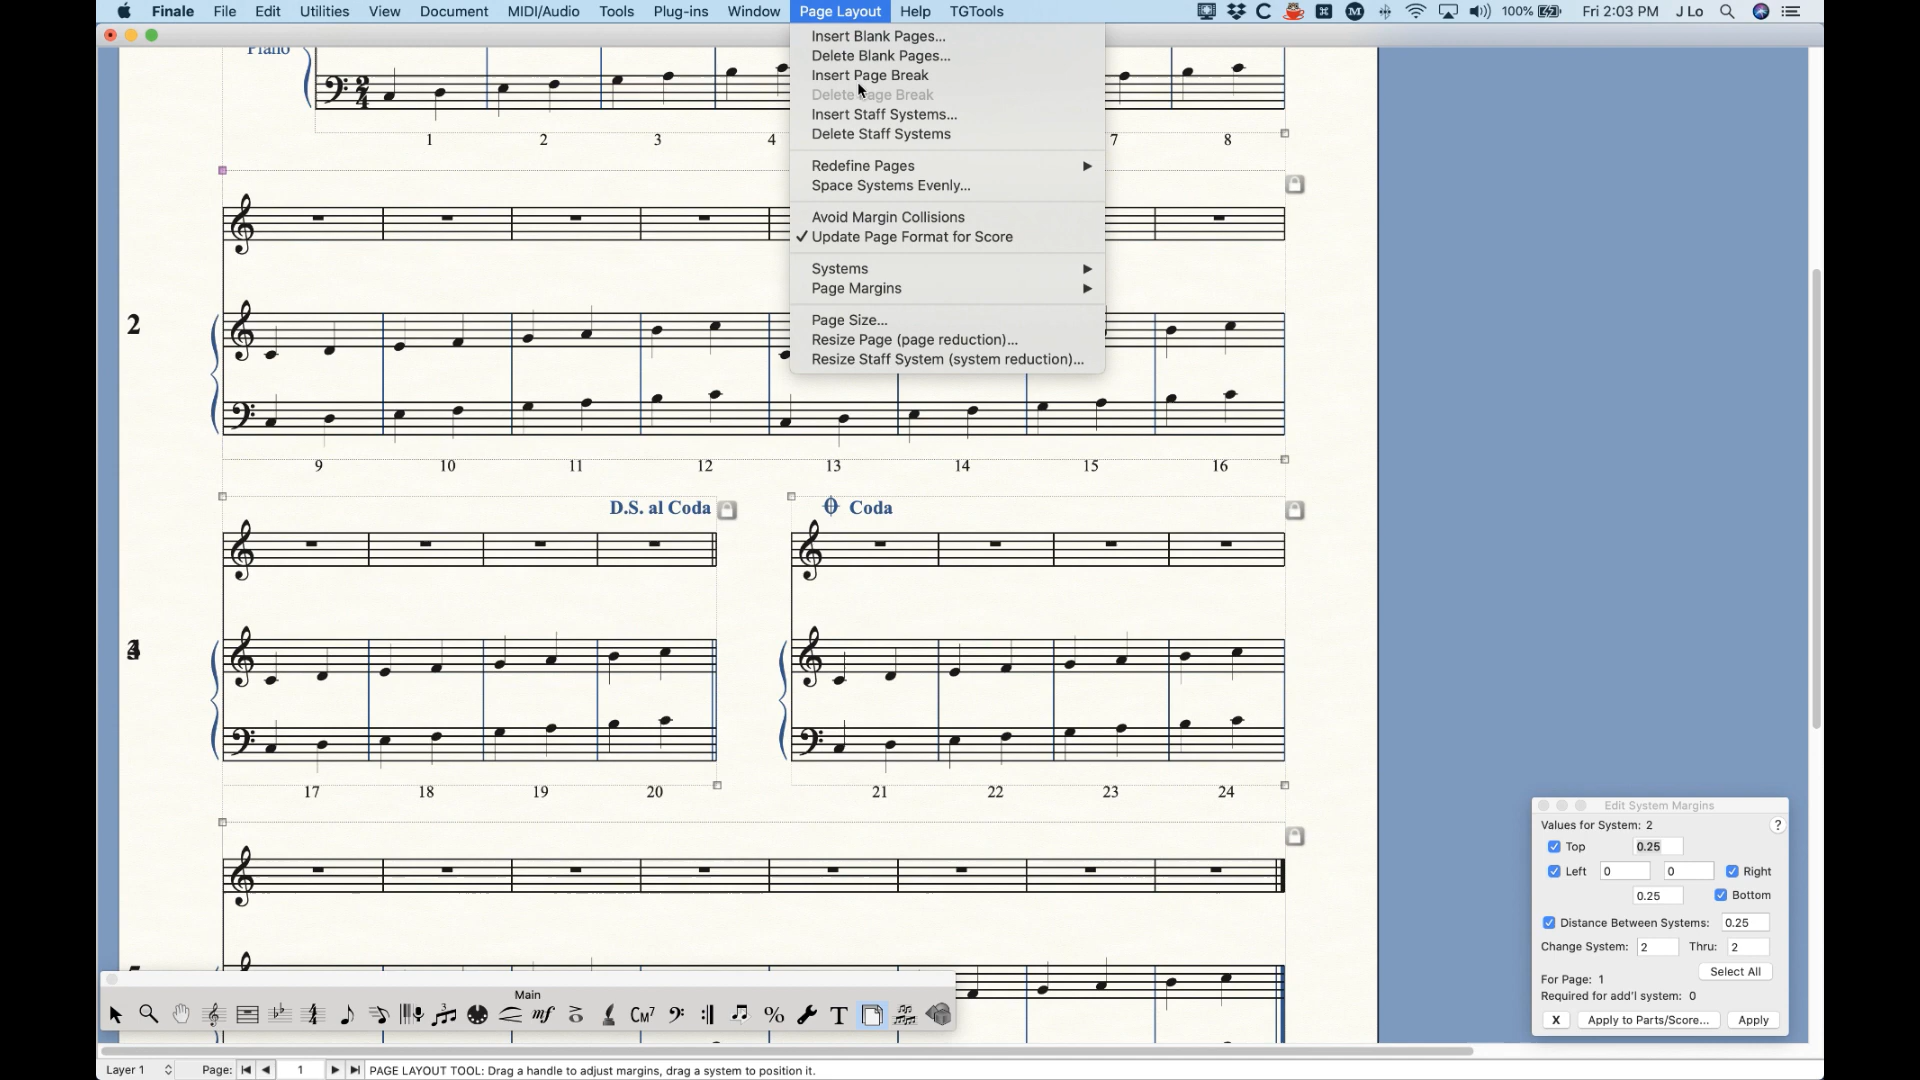 Finale File Edit Utilities View Document MIDI/Audio Tools Plug-ins Window Page Layout Help TGTools 100% Fri 2:03 PM J Lo
Piano
Insert Blank Pages...
Delete Blank Pages...
Insert Page Break
Delete Page Break
Insert Staff Systems...
Delete Staff Systems
Redefine Pages
Space Systems Evenly...
Avoid Margin Collisions
✓ Update Page Format for Score
Systems
Page Margins
Page Size...
Resize Page (page reduction)...
Resize Staff System (system reduction)...
1 2 3 4 7 8
2
9 10 11 12 13 14 15 16
D.S. al Coda
Coda
17 18 19 20 21 22 23 24
Edit System Margins
Values for System: 2
?
Top 0.25
Left 0 0 Right
0.25 Bottom
Distance Between Systems: 0.25
Change System: 2 Thru: 2
Select All
For Page: 1
Required for add'l system: 0
X Apply to Parts/Score... Apply
Main
mf CM7 % T
Layer 1 Page: 1 PAGE LAYOUT TOOL: Drag a handle to adjust margins, drag a system to position it.